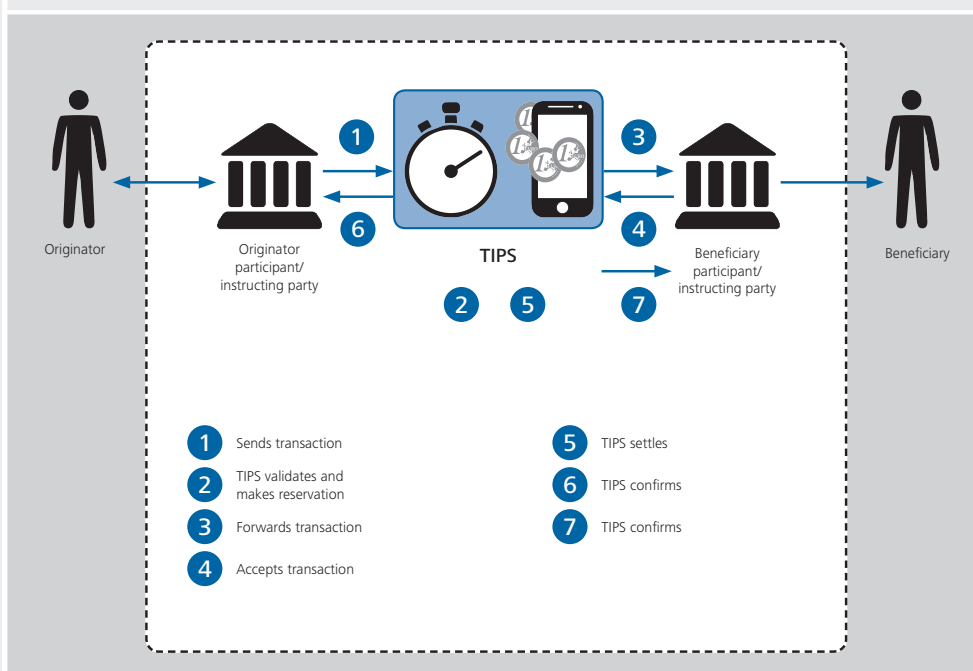 1
3
6
4
Originator
Originator
participant/
instructing party
TIPS
Beneficiary
participant/
instructing party
Beneficiary
2
5
7
1 Sends transaction
2 TIPS validates and
makes reservation
3 Forwards transaction
4 Accepts transaction
5 TIPS settles
6 TIPS confirms
7 TIPS confirms